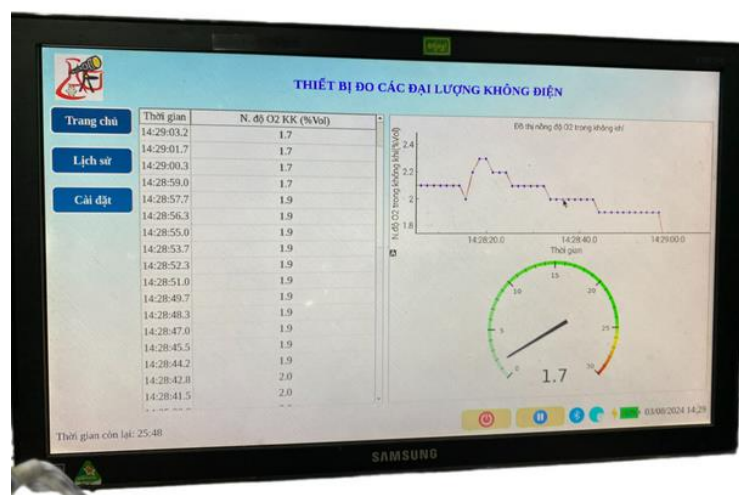 THIẾT BỊ ĐO CÁC ĐẠI LƯỢNG KHÔNG ĐIỆN
Trang chủ
Lịch sử
Cài đặt
Thời gian N. độ O2 KK (%Vol)
14:29:03.2 1.7
14:29:01.7 1.7
14:29:00.3 1.7
14:28:59.0 1.7
14:28:57.7 1.9
14:28:56.3 1.9
14:28:55.0 1.9
14:28:53.7 1.9
14:28:52.3 1.9
14:28:51.0 1.9
14:28:49.7 1.9
14:28:48.3 1.9
14:28:47.0 1.9
14:28:45.5 1.9
14:28:44.2 1.9
14:28:42.8 2.0
14:28:41.5 2.0
Đồ thị nồng độ O2 trong không khí
N. độ O2 trong không khí(%Vol)
2.4
2.2
2
1.8
14:28:20.0 14:28:40.0 14:29:00.0
Thời gian
0 5 10 15 20 25 30
1.7
Thời gian còn lại: 25:48
03/08/2024 14:29
SAMSUNG